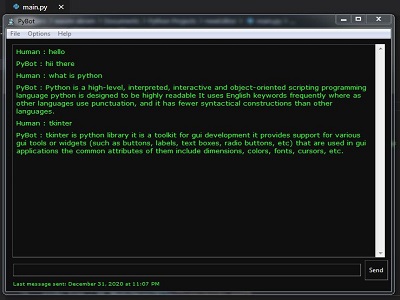 main.py
PyBot
File Options Help
Human : hello
PyBot : hii there
Human : what is python
PyBot : Python is a high-level, interpreted, interactive and object-oriented scripting programming
language python is designed to be highly readable It uses English keywords frequently where as
other languages use punctuation, and it has fewer syntactical constructions than other
languages.
Human : tkinter
PyBot : tkinter is python library it is a toolkit for gui development it provides support for various
gui tools or widgets (such as buttons, labels, text boxes, radio buttons, etc) that are used in gui
applications the common attributes of them include dimensions, colors, fonts, cursors, etc.
Send
Last message sent: December 31, 2020 at 11:07 PM